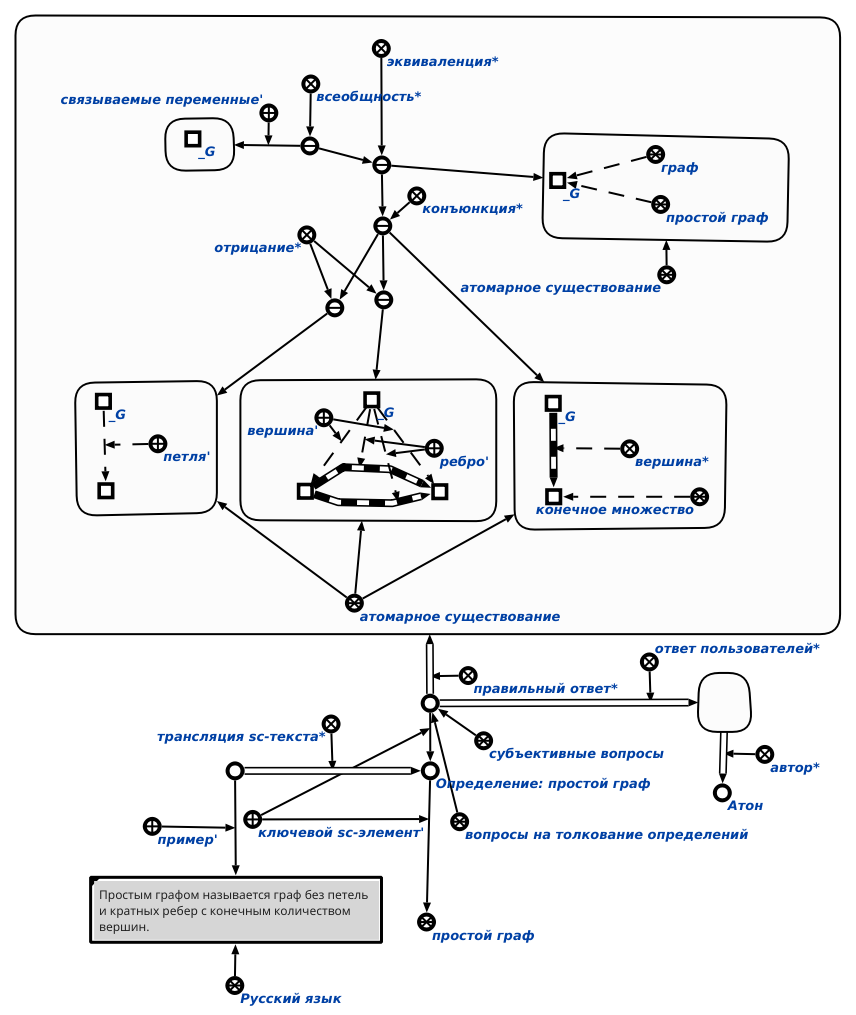 эквиваленция*
всеобщность*
связываемые переменные'
_G
граф
_G
простой граф
конъюнкция*
отрицание*
атомарное существование
_G
петля'
_G
вершина'
ребро'
_G
вершина*
конечное множество
атомарное существование
ответ пользователей*
правильный ответ*
трансляция sc-текста*
субъективные вопросы
автор*
Определение: простой граф
Атон
ключевой sc-элемент'
вопросы на толкование определений
пример'
Простым графом называется граф без петель
и кратных ребер с конечным количеством
вершин.
простой граф
Русский язык